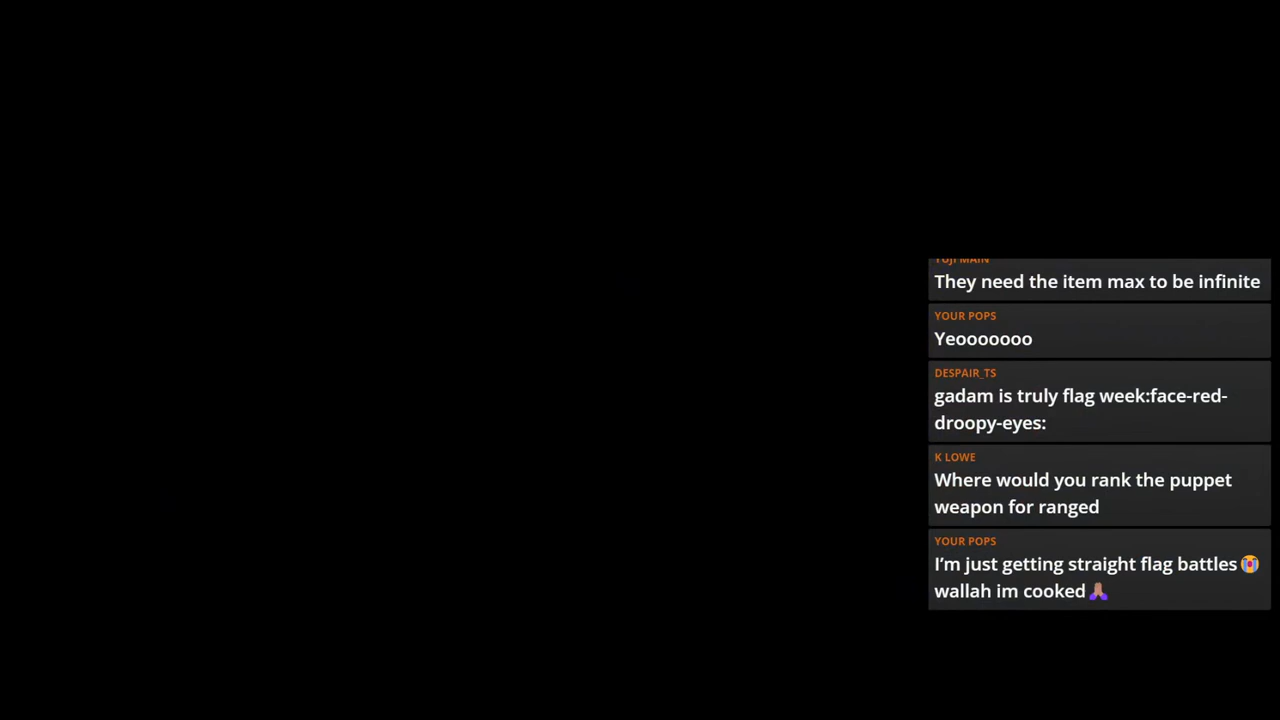 YUJI MAIN
They need the item max to be infinite
YOUR POPS
Yeooooooo
DESPAIR_TS
gadam is truly flag week:face-red-
droopy-eyes:
K LOWE
Where would you rank the puppet
weapon for ranged
YOUR POPS
I'm just getting straight flag battles😭
wallah im cooked🙏🏽